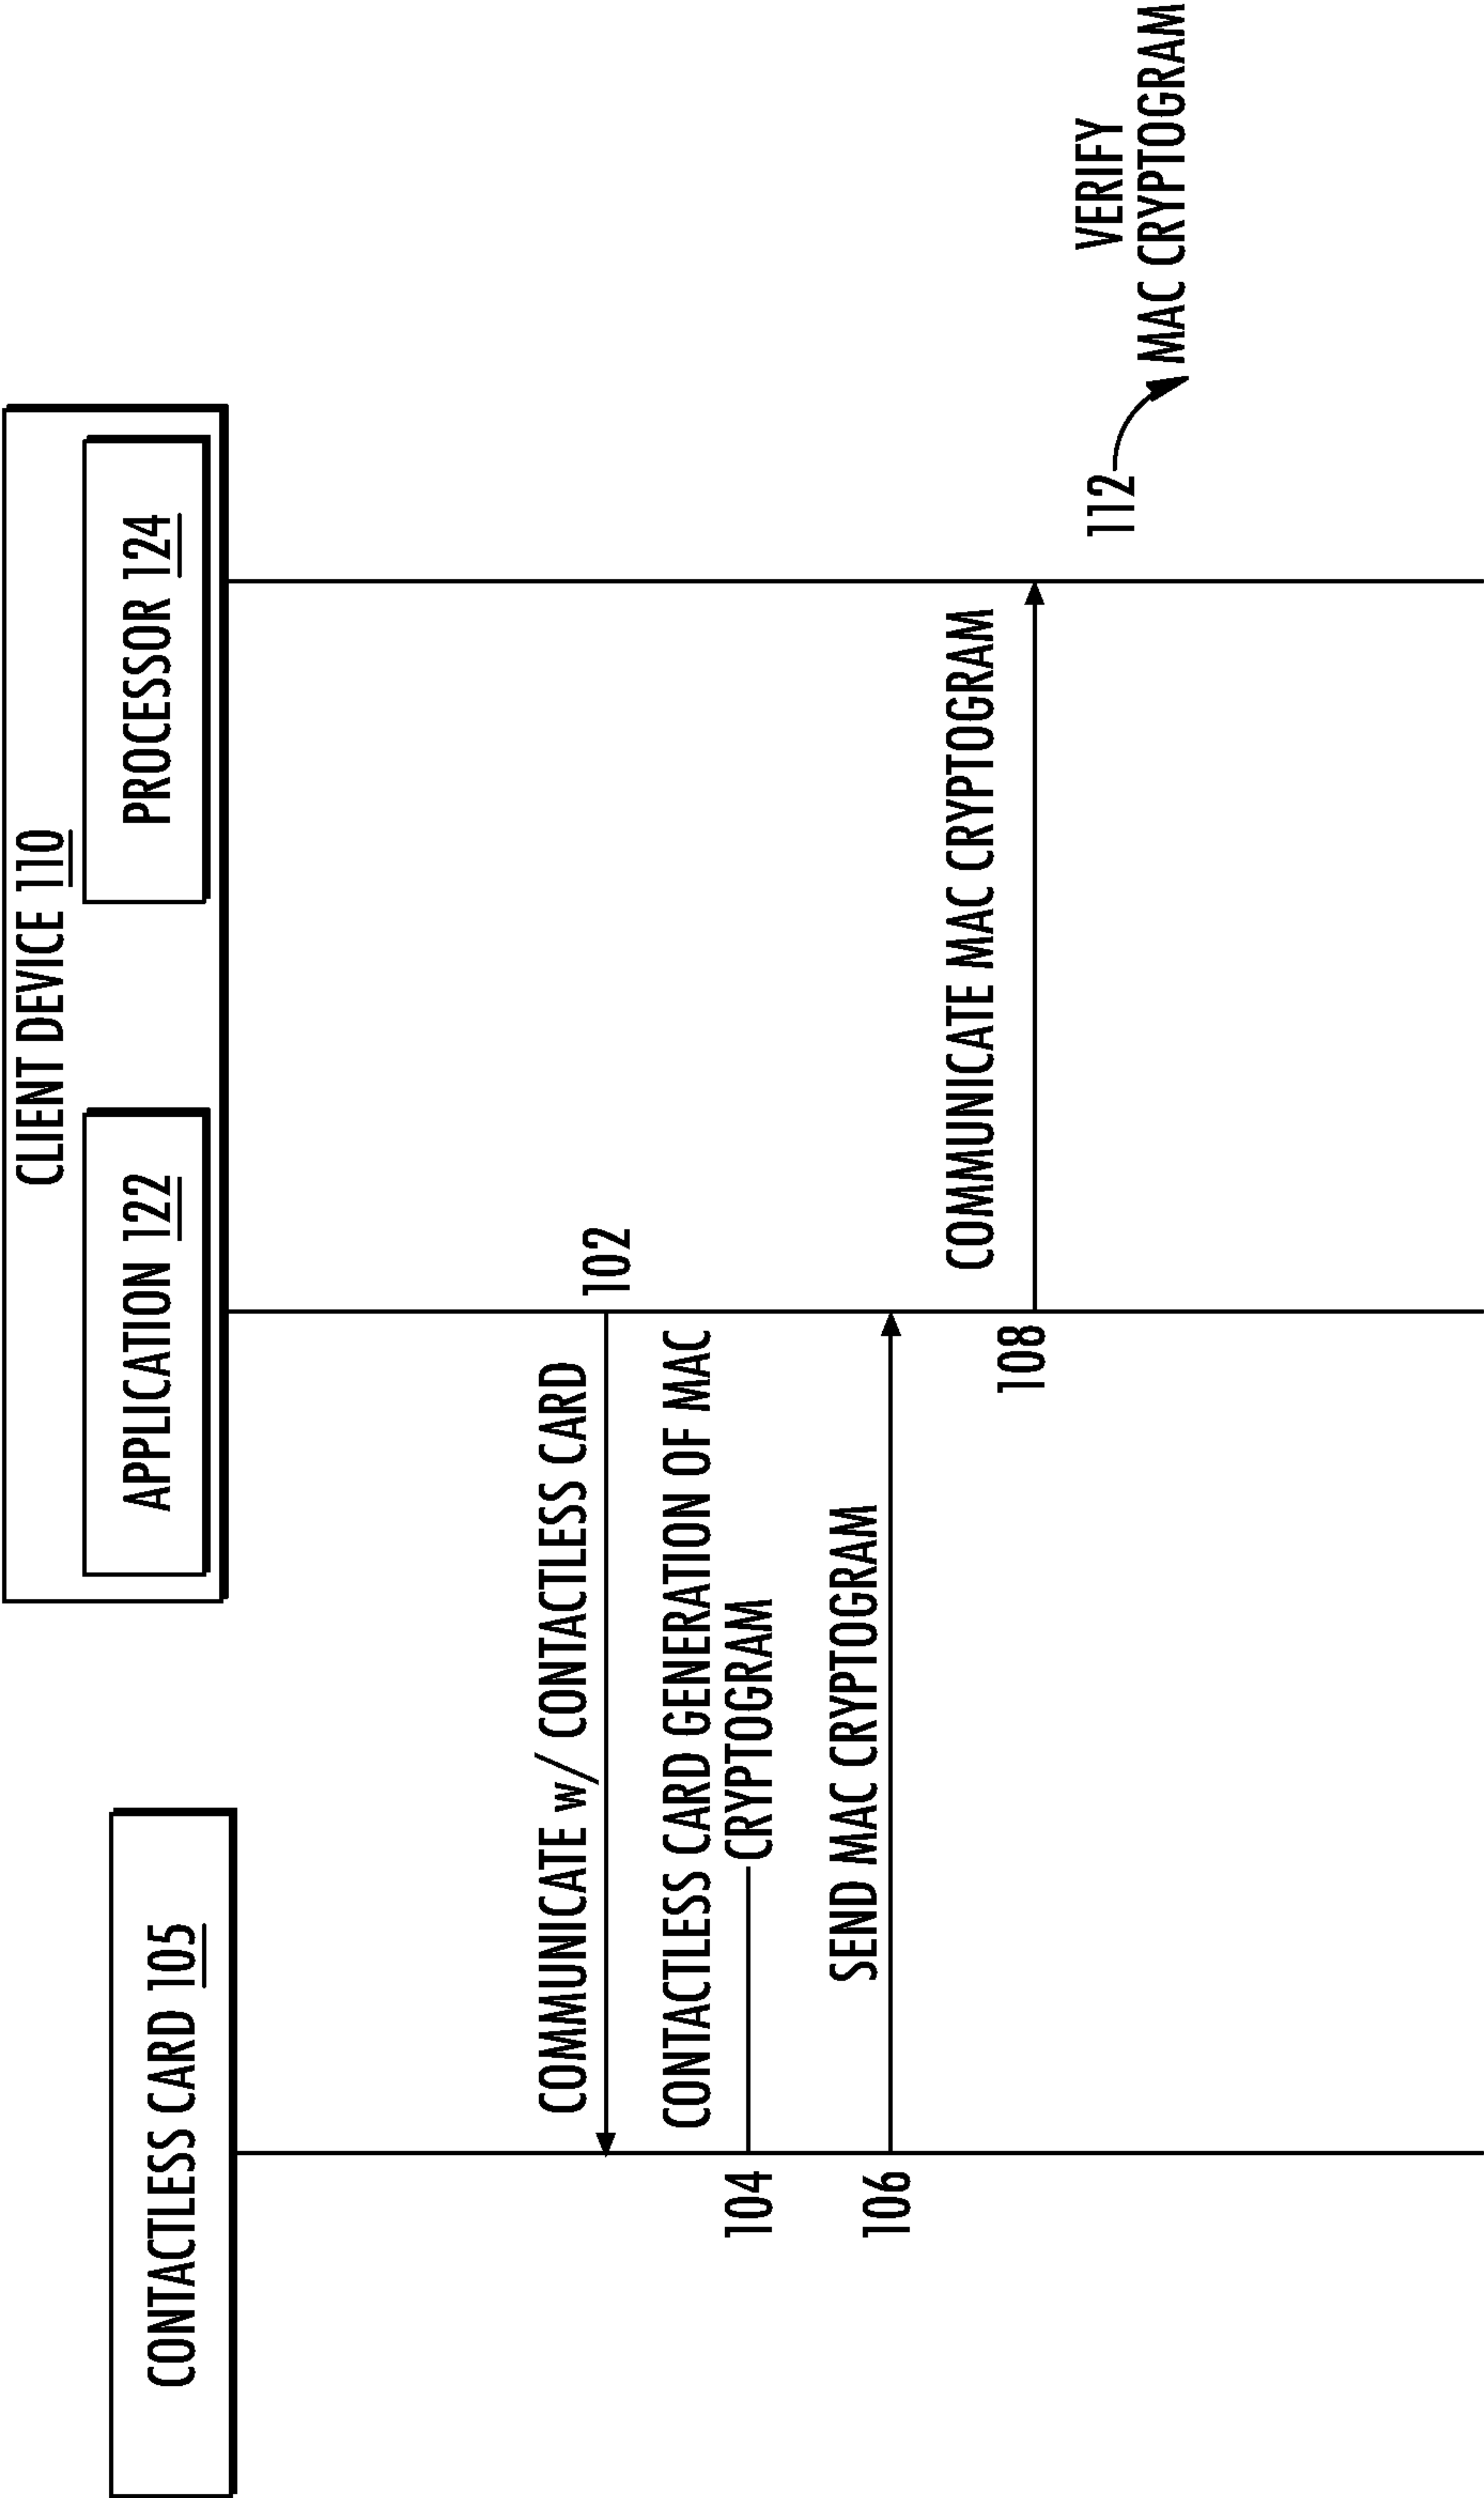 CONTACTLESS CARD 105
CLIENT DEVICE 110
APPLICATION 122
PROCESSOR 124
COMMUNICATE w/ CONTACTLESS CARD
102
CONTACTLESS CARD GENERATION OF MAC
CRYPTOGRAM
104
SEND MAC CRYPTOGRAM
106
COMMUNICATE MAC CRYPTOGRAM
108
VERIFY
MAC CRYPTOGRAM
112